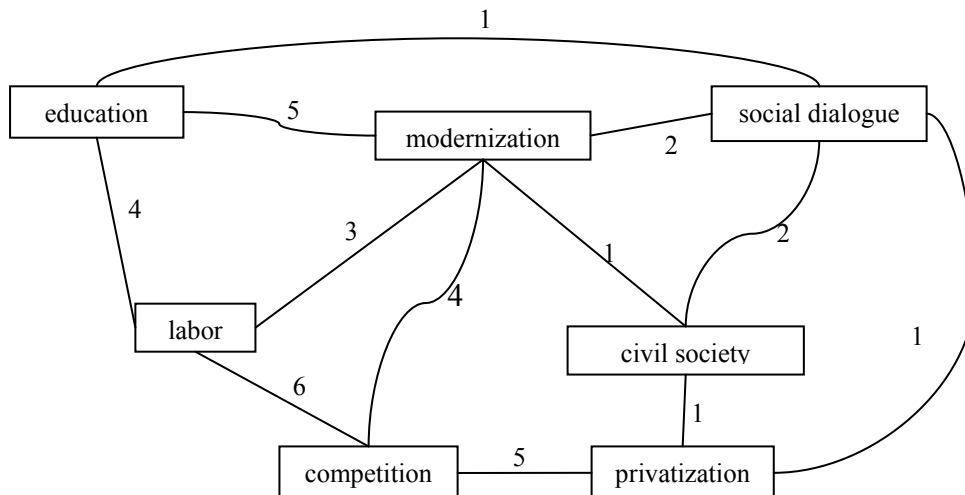 1
education
5
modernization
2
social dialogue
4
3
1
2
4
labor
civil society
1
6
1
competition
5
privatization